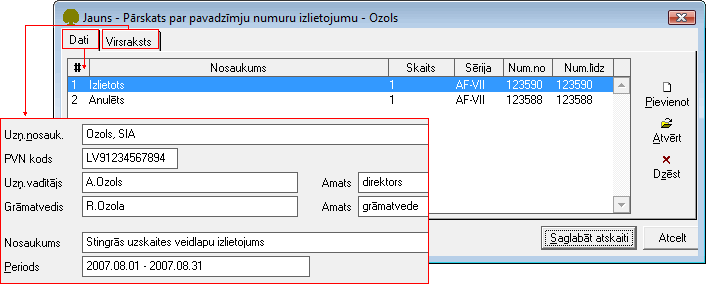 Jauns - Pārskats par pavadzīmju numuru izlietojumu - Ozols
Dati Virsraksts
# Nosaukums Skaits Sērija Num.no Num.līdz
1 Izlietots 1 AF-VII 123590 123590
2 Anulēts 1 AF-VII 123588 123588
Pievienot
Atvērt
Dzēst
Uzņ.nosauk. Ozols, SIA
PVN kods LV91234567894
Uzņ.vadītājs A.Ozols Amats direktors
Grāmatvedis R.Ozola Amats grāmatvede
Nosaukums Stingrās uzskaites veidlapu izlietojums
Periods 2007.08.01 - 2007.08.31
Saglabāt atskaiti Atcelt